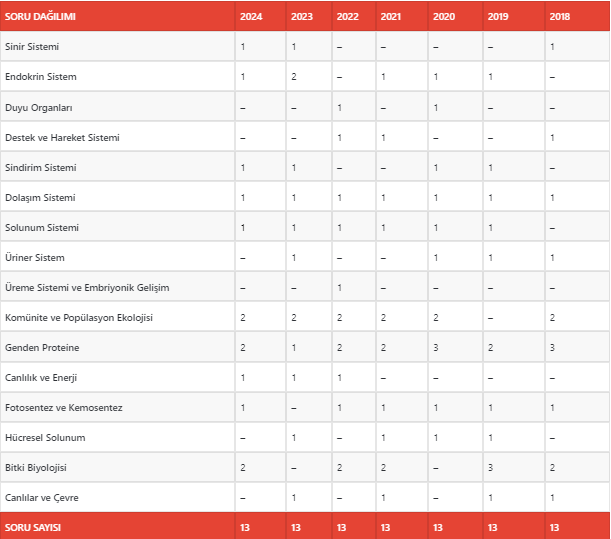 SORU DAĞILIMI 2024 2023 2022 2021 2020 2019 2018
Sinir Sistemi 1 1 – – – – 1
Endokrin Sistem 1 2 – 1 1 1 –
Duyu Organları – – 1 – 1 – –
Destek ve Hareket Sistemi – – 1 1 – – 1
Sindirim Sistemi 1 1 – – 1 1 –
Dolaşım Sistemi 1 1 1 1 1 1 1
Solunum Sistemi 1 1 1 1 1 1 –
Üriner Sistem – 1 – – 1 1 1
Üreme Sistemi ve Embriyonik Gelişim – – 1 – – – –
Komünite ve Popülasyon Ekolojisi 2 2 2 2 2 – 2
Genden Proteine 2 1 2 2 3 2 3
Canlılık ve Enerji 1 1 1 – – – –
Fotosentez ve Kemosentez 1 – 1 1 1 1 1
Hücresel Solunum – 1 – 1 1 1 –
Bitki Biyolojisi 2 – 2 2 – 3 2
Canlılar ve Çevre – 1 – 1 – 1 1
SORU SAYISI 13 13 13 13 13 13 13